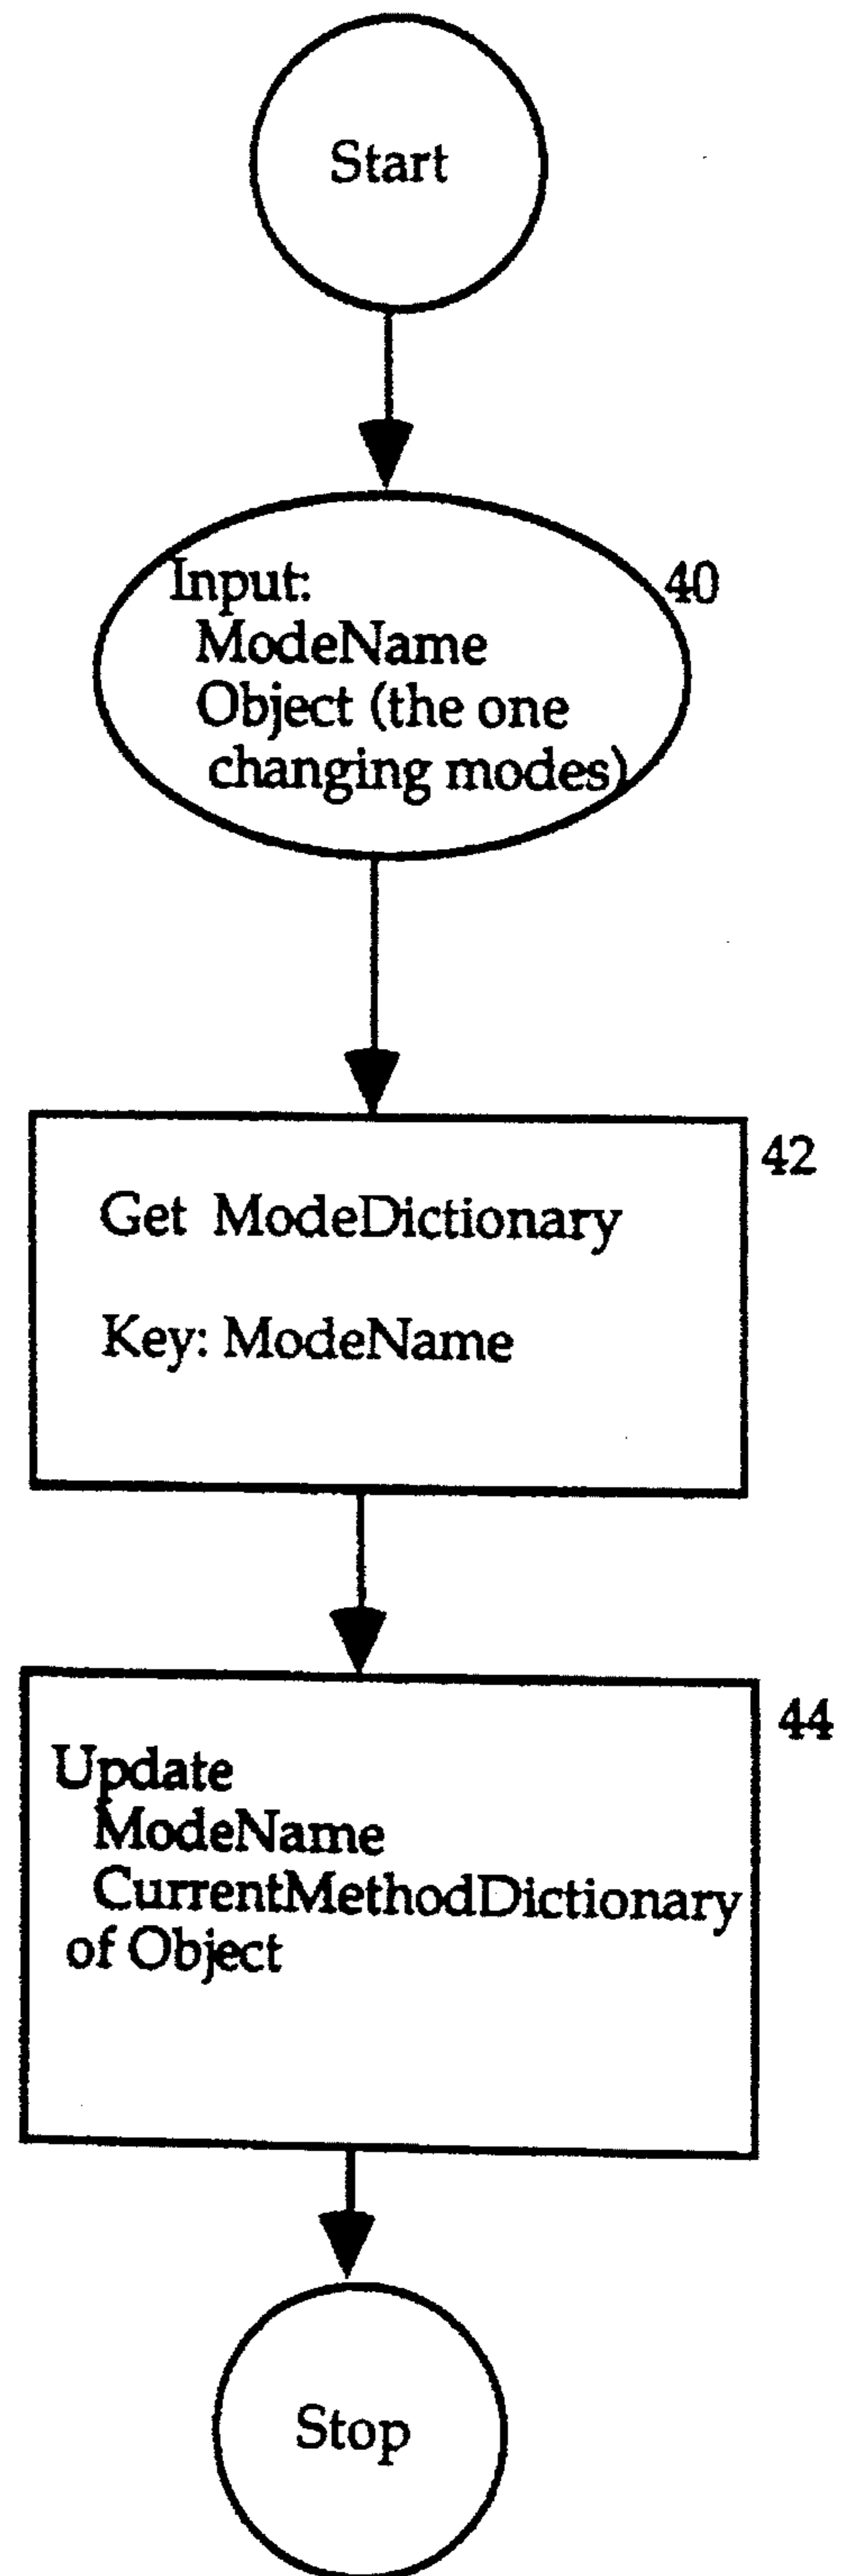 Start
Input:
40
ModeName
Object (the one
changing modes)
42
Get ModeDictionary
Key: ModeName
44
Update
ModeName
CurrentMethodDictionary
of Object
Stop